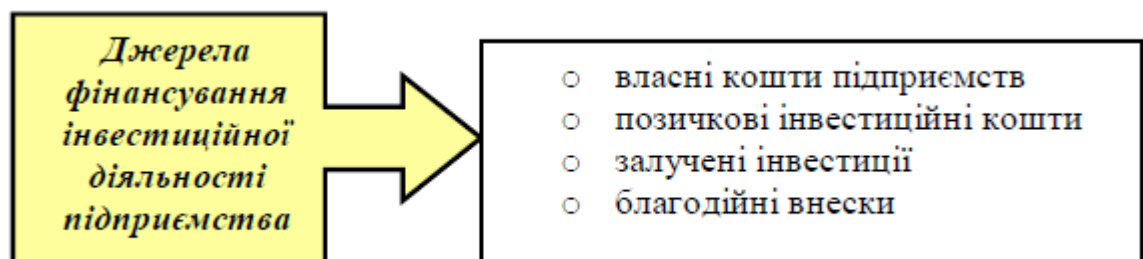 Джерела
фінансування
інвестиційної
діяльності
підприємства
○ власні кошти підприємств
○ позичкові інвестиційні кошти
○ залучені інвестиції
○ благодійні внески